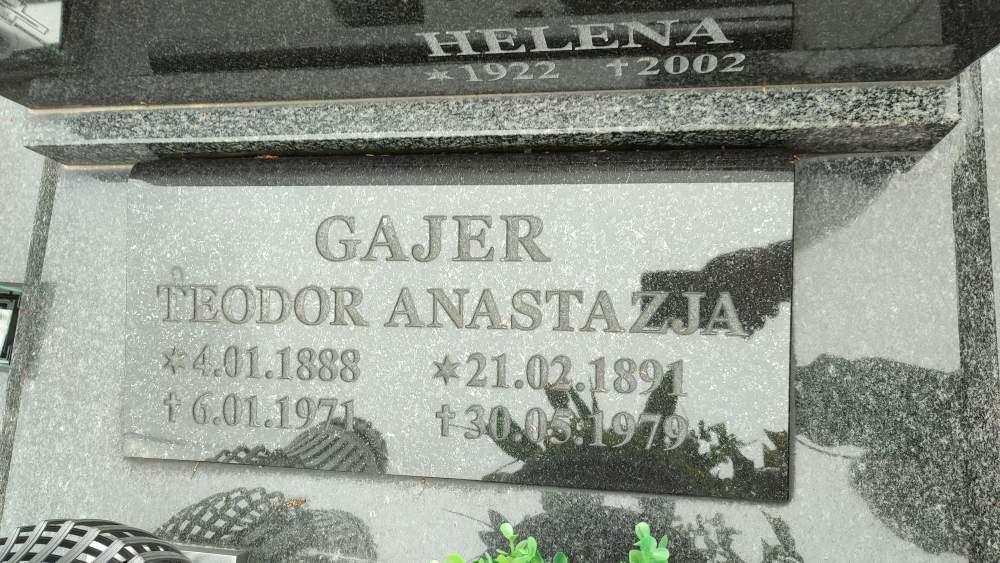 HELENA
*1922 †2002
GAJER
TEODOR ANASTAZJA
*4.01.1888 *21.02.1891
†6.01.1971 †30.05.1979